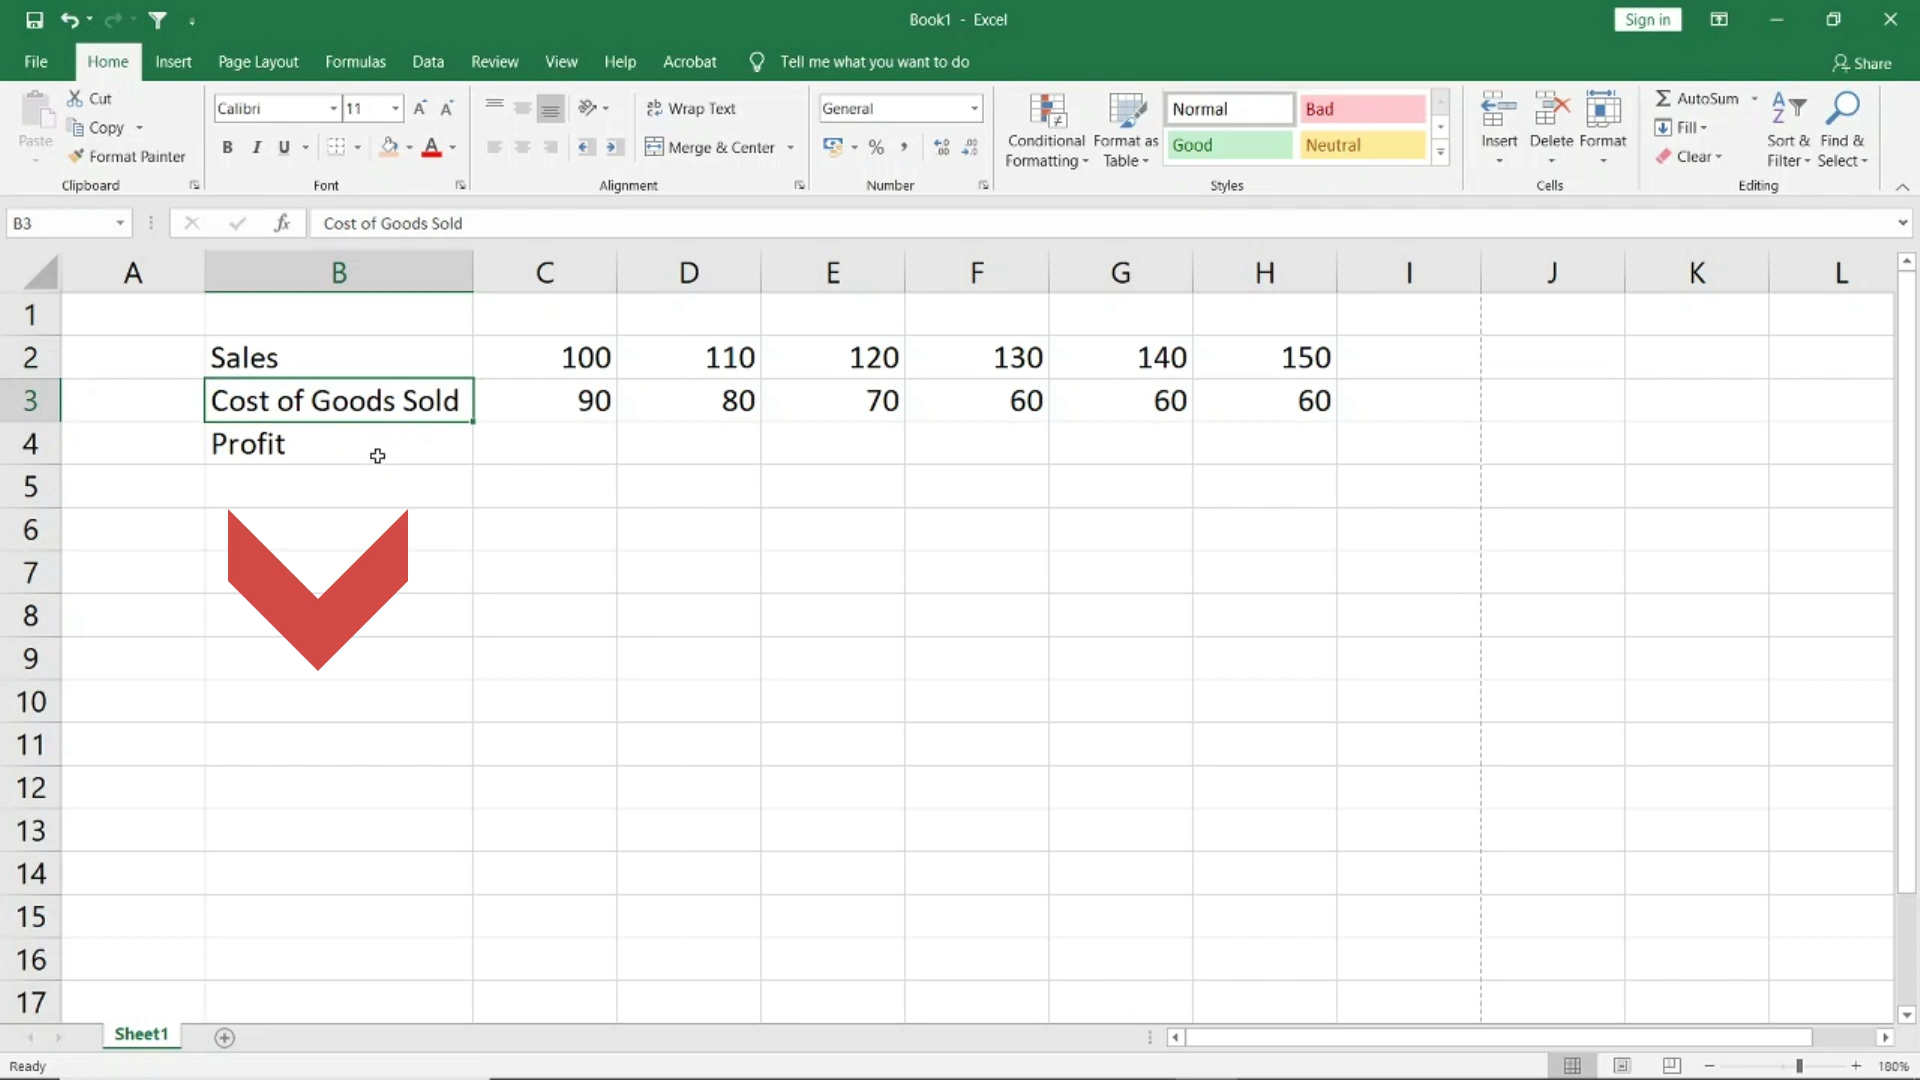 Book1 - Excel
Sign in
File Home Insert Page Layout Formulas Data Review View Help Acrobat Tell me what you want to do
Share
Paste
Cut
Copy
Format Painter
Clipboard
Calibri 11
B I U
Font
Wrap Text
Merge & Center
Alignment
General
Number
Conditional Formatting
Format as Table
Normal Bad
Good Neutral
Styles
Insert Delete Format
Cells
AutoSum
Fill
Clear
Sort & Filter
Find & Select
Editing
B3 fx Cost of Goods Sold
A B C D E F G H I J K L
1
2 Sales 100 110 120 130 140 150
3 Cost of Goods Sold 90 80 70 60 60 60
4 Profit
5
6
7
8
9
10
11
12
13
14
15
16
17
Sheet1
Ready
180%